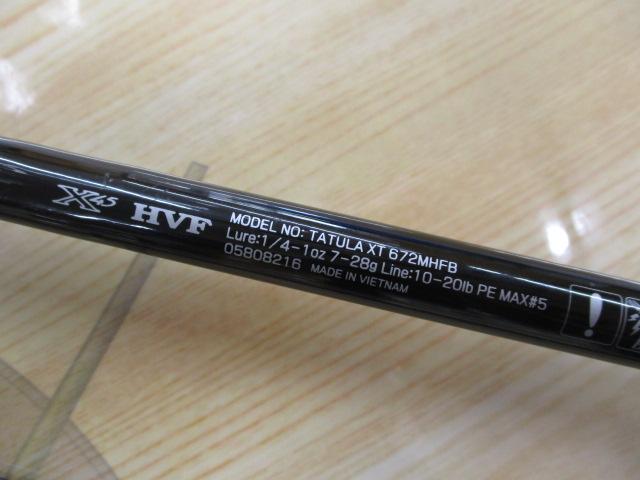 X45 HVF
MODEL NO: TATULA XT 672MHFB
Lure:1/4-1oz 7-28g Line:10-20lb PE MAX#5
05808216 MADE IN VIETNAM
!